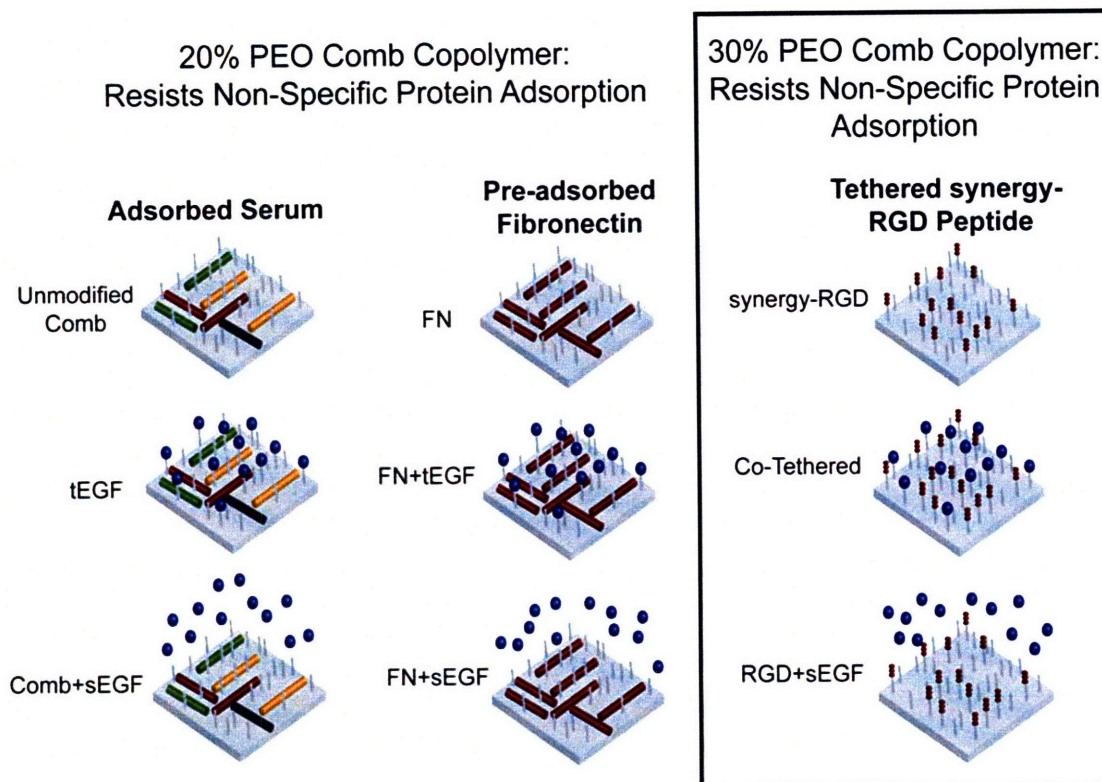 20% PEO Comb Copolymer:
Resists Non-Specific Protein Adsorption
Adsorbed Serum
Pre-adsorbed
Fibronectin
Unmodified
Comb
FN
tEGF
FN+tEGF
Comb+sEGF
FN+sEGF
30% PEO Comb Copolymer:
Resists Non-Specific Protein
Adsorption
Tethered synergy-
RGD Peptide
synergy-RGD
Co-Tethered
RGD+sEGF